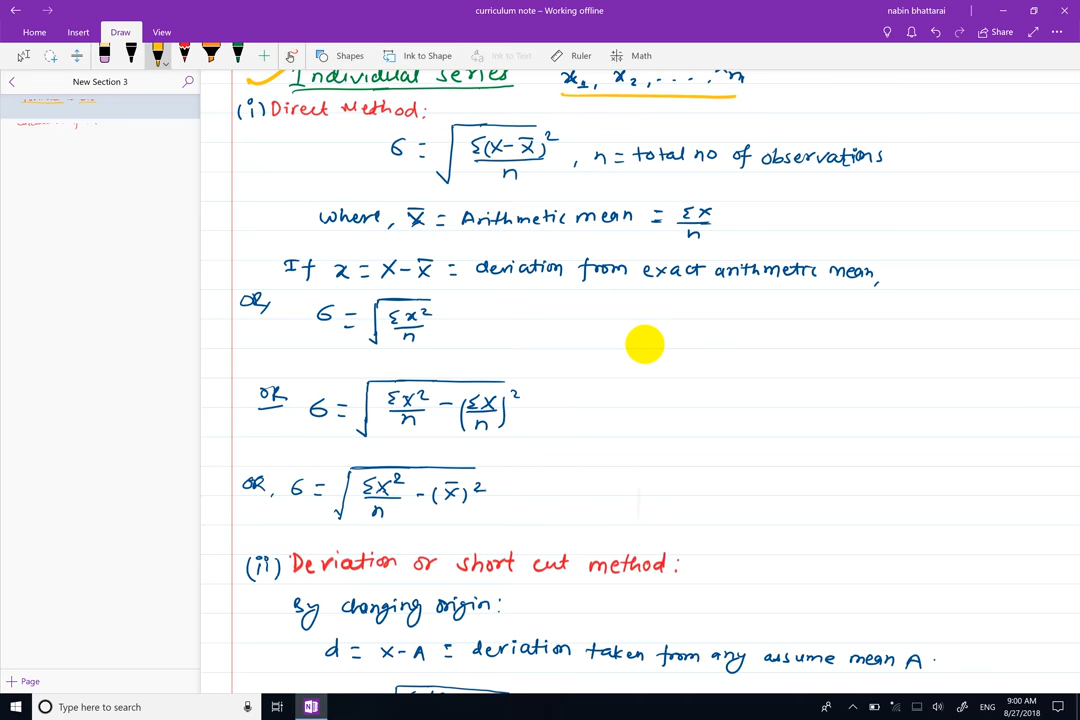 curriculum note – Working offline
nabin bhattarai
Home Insert Draw View
Share
Shapes Ink to Shape Ink to Text Ruler Math
New Section 3
Individual series x1, x2, ....,
(i) Direct Method:
σ = √(Σ(X-X̄)²/n), n = total no of observations
where, X̄ = Arithmetic mean = ΣX/n
If x = X-X̄ = deviation from exact arithmetic mean,
OR, σ = √(Σx²/n)
OR σ = √(ΣX²/n - (ΣX/n)²)
OR, σ = √(ΣX²/n - (X̄)²)
(ii) Deviation or short cut method:
By changing origin:
d = X-A = deviation taken from any assume mean A.
+ Page
Type here to search
ENG
9:00 AM
8/27/2018